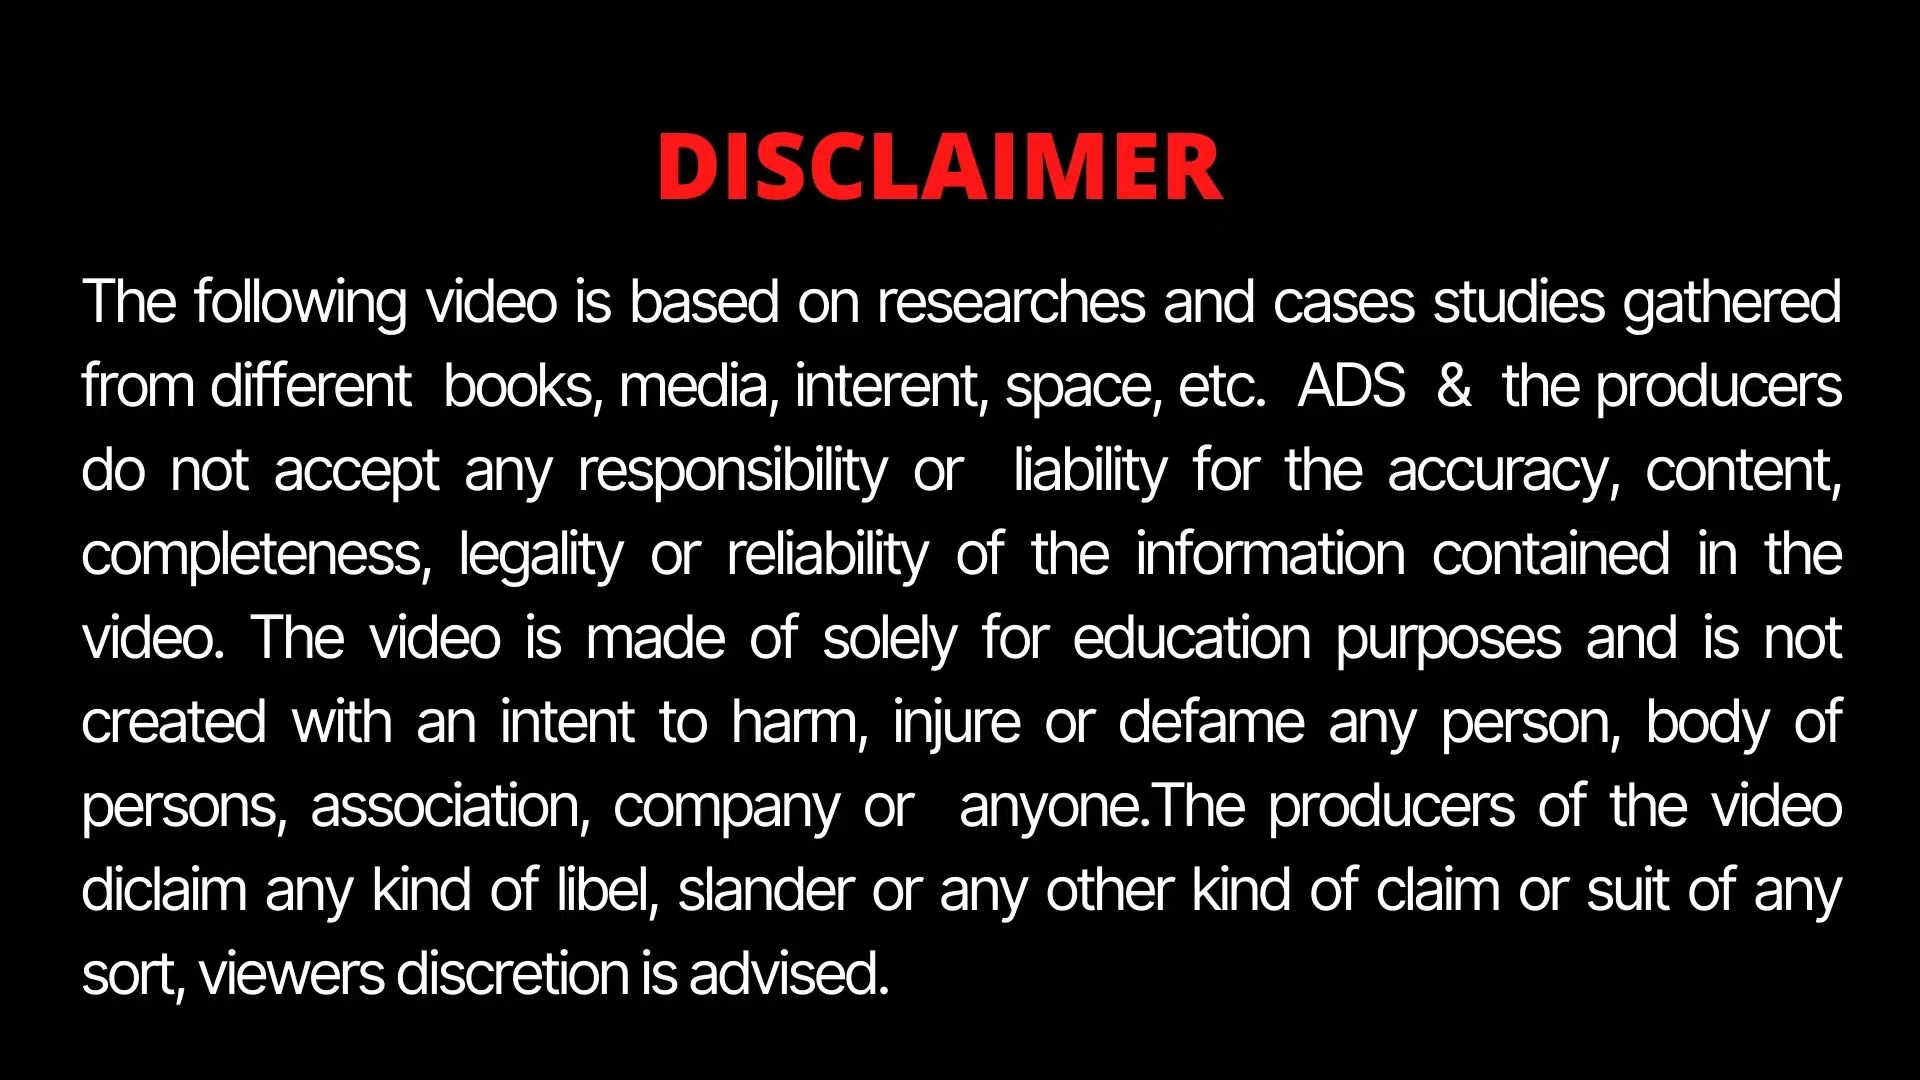 DISCLAIMER
The following video is based on researches and cases studies gathered
from different books, media, interent, space, etc. ADS & the producers
do not accept any responsibility or liability for the accuracy, content,
completeness, legality or reliability of the information contained in the
video. The video is made of solely for education purposes and is not
created with an intent to harm, injure or defame any person, body of
persons, association, company or anyone.The producers of the video
diclaim any kind of libel, slander or any other kind of claim or suit of any
sort, viewers discretion is advised.